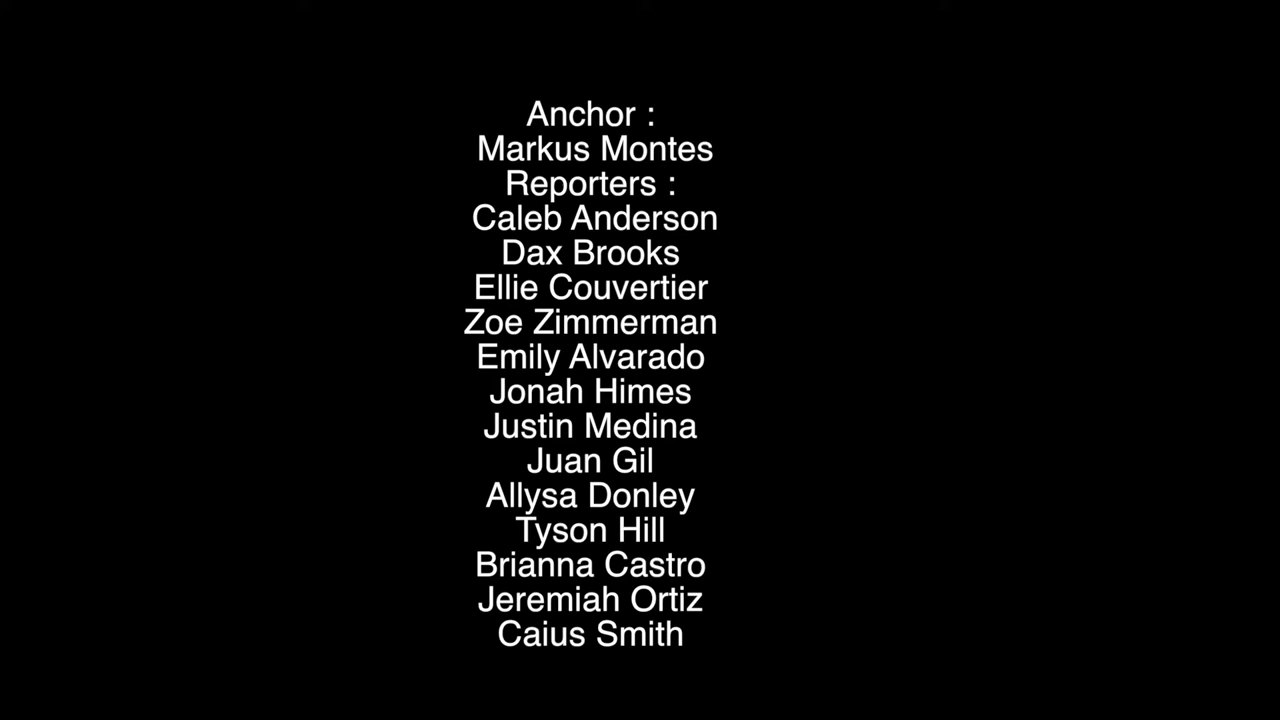 Anchor :
Markus Montes
Reporters :
Caleb Anderson
Dax Brooks
Ellie Couvertier
Zoe Zimmerman
Emily Alvarado
Jonah Himes
Justin Medina
Juan Gil
Allysa Donley
Tyson Hill
Brianna Castro
Jeremiah Ortiz
Caius Smith